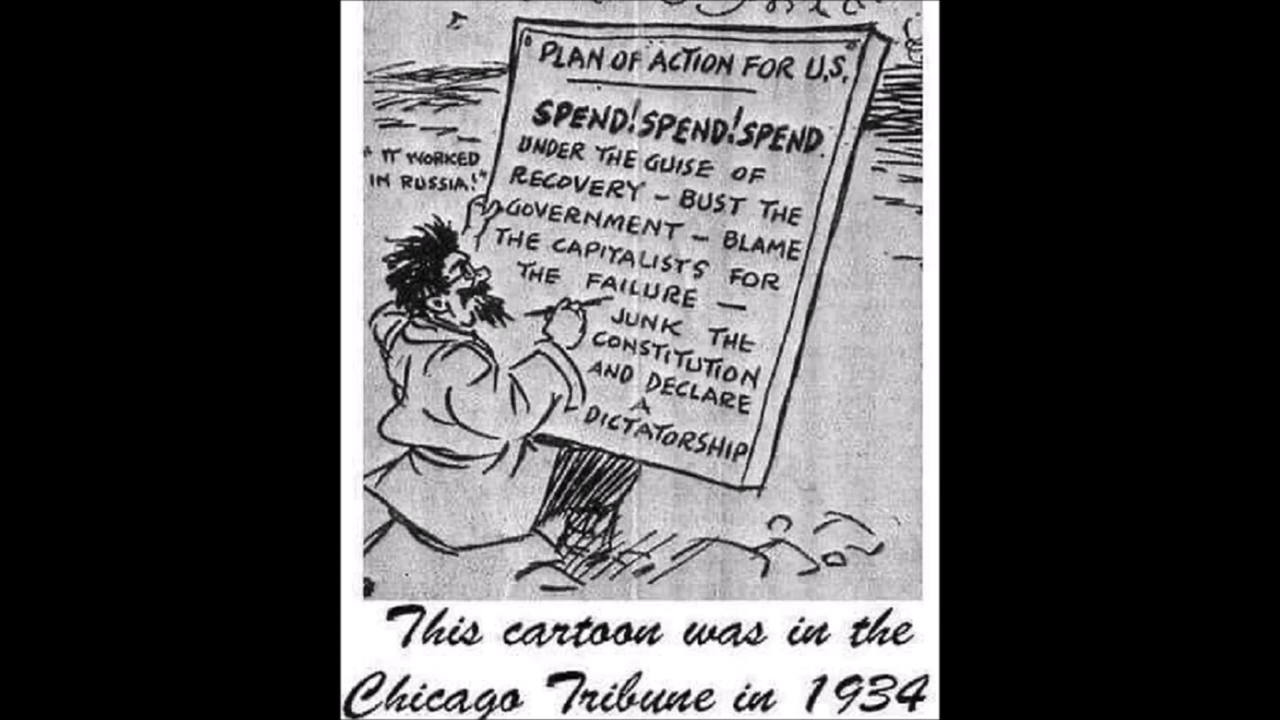 "PLAN OF ACTION FOR U.S."
SPEND! SPEND! SPEND
UNDER THE GUISE OF
RECOVERY - BUST THE
GOVERNMENT - BLAME
THE CAPITALISTS FOR
THE FAILURE —
JUNK THE
CONSTITUTION
AND DECLARE
A
DICTATORSHIP
"IT WORKED
IN RUSSIA!"
This cartoon was in the
Chicago Tribune in 1934